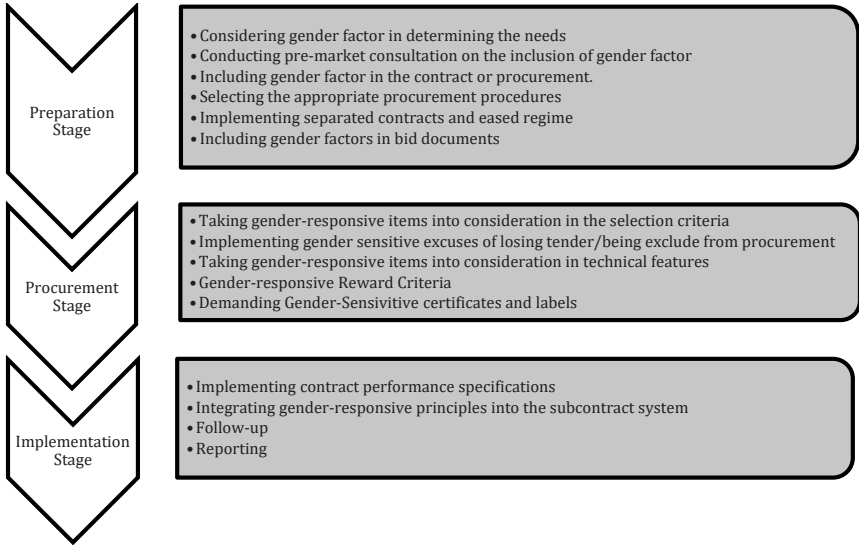 Preparation
Stage
• Considering gender factor in determining the needs
• Conducting pre-market consultation on the inclusion of gender factor
• Including gender factor in the contract or procurement.
• Selecting the appropriate procurement procedures
• Implementing separated contracts and eased regime
• Including gender factors in bid documents
Procurement
Stage
• Taking gender-responsive items into consideration in the selection criteria
• Implementing gender sensitive excuses of losing tender/being exclude from procurement
• Taking gender-responsive items into consideration in technical features
• Gender-responsive Reward Criteria
• Demanding Gender-Sensivitive certificates and labels
Implementation
Stage
• Implementing contract performance specifications
• Integrating gender-responsive principles into the subcontract system
• Follow-up
• Reporting